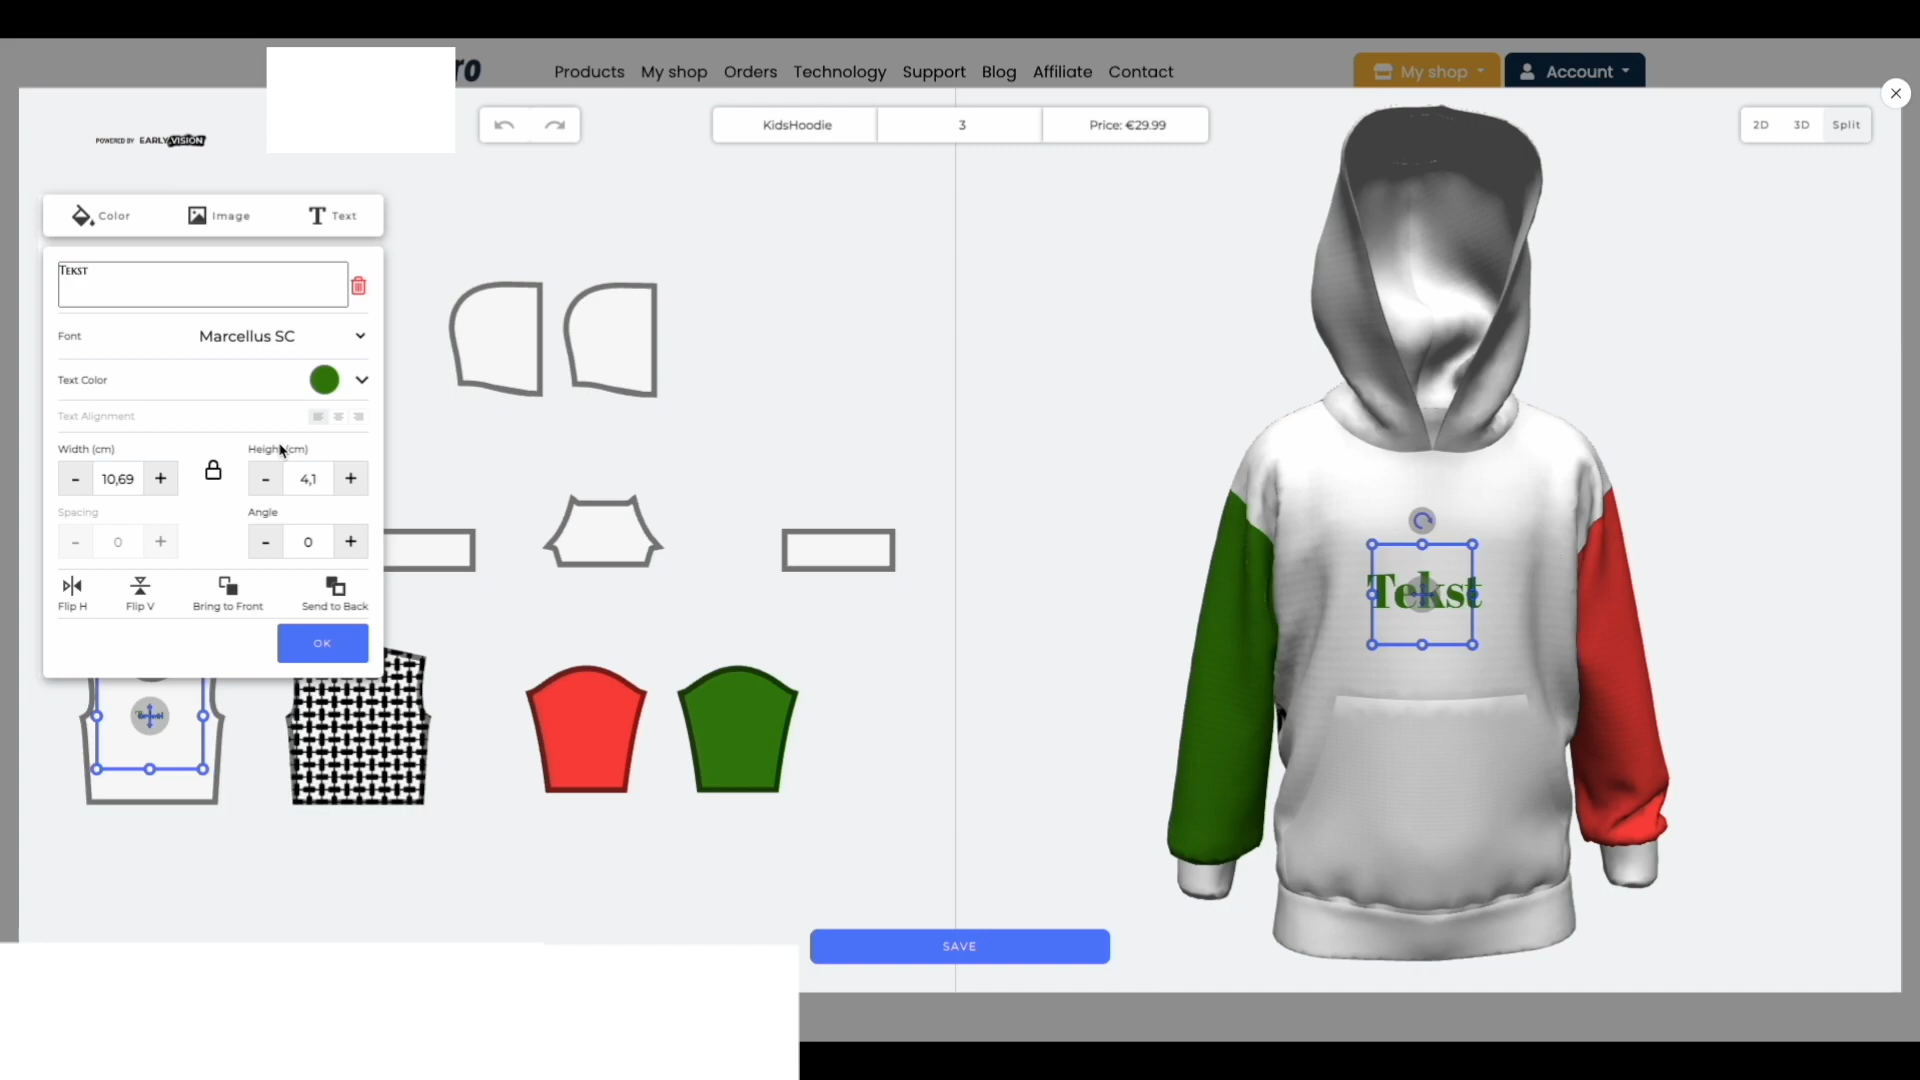 ro
Products My shop Orders Technology Support Blog Affiliate Contact
My shop
Account
POWERED BY EARLYVISION
KidsHoodie 3 Price: €29.99
2D 3D Split
Color Image Text
Tekst
Font Marcellus SC
Text Color
Text Alignment
Width (cm) Height (cm)
- 10,69 + - 4,1 +
Spacing Angle
- 0 + - 0 +
Flip H Flip V Bring to Front Send to Back
OK
Tekst
SAVE